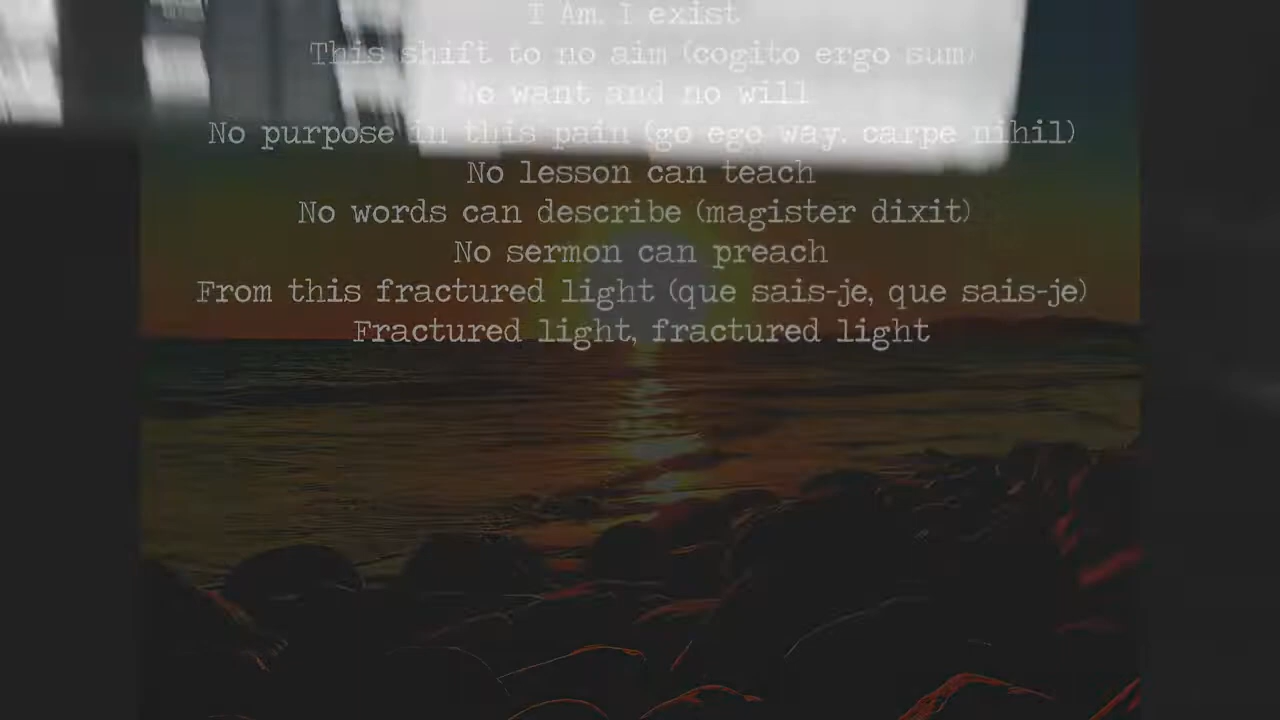 I Am. I exist
This shift to no aim (cogito ergo sum)
No want and no will
No purpose in this pain (go ego way. carpe nihil)
No lesson can teach
No words can describe (magister dixit)
No sermon can preach
From this fractured light (que sais-je, que sais-je)
Fractured light, fractured light